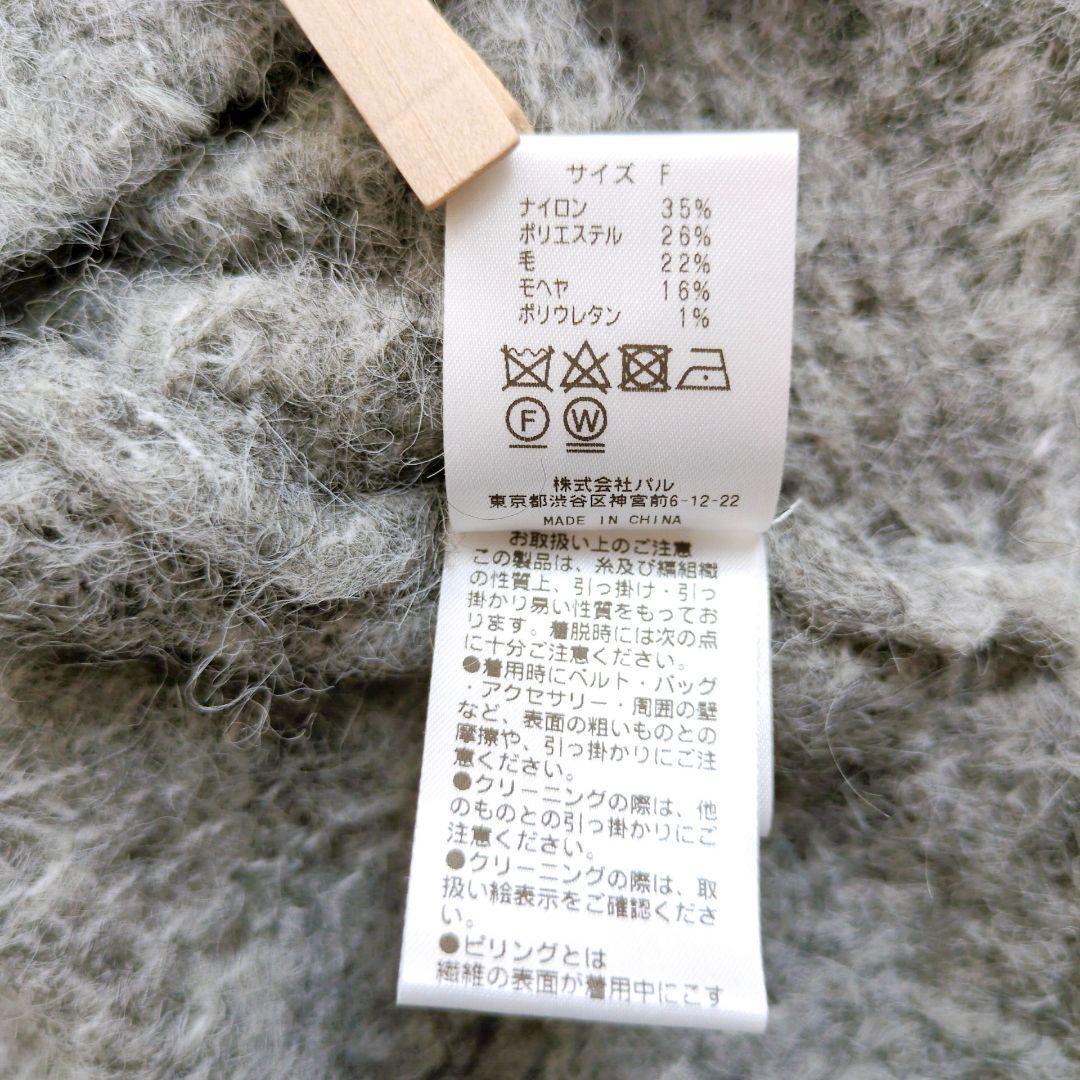 サイズ F
ナイロン 35%
ポリエステル 26%
毛 22%
モヘヤ 16%
ポリウレタン 1%
F W
株式会社パル
東京都渋谷区神宮前6-12-22
MADE IN CHINA
お取扱い上のご注意
この製品は、糸及び編組織
の性質上、引っ掛け・引っ
掛かり易い性質をもってお
ります。着脱時には次の点
に十分ご注意ください。
●着用時にベルト・バッグ
・アクセサリー・周囲の壁
など、表面の粗いものとの
摩擦や、引っ掛かりにご注
意ください。
●クリーニングの際は、他
のものとの引っ掛かりにご
注意ください。
●クリーニングの際は、取
扱い絵表示をご確認くださ
い。
●ピリングとは
繊維の表面が着用中にこす